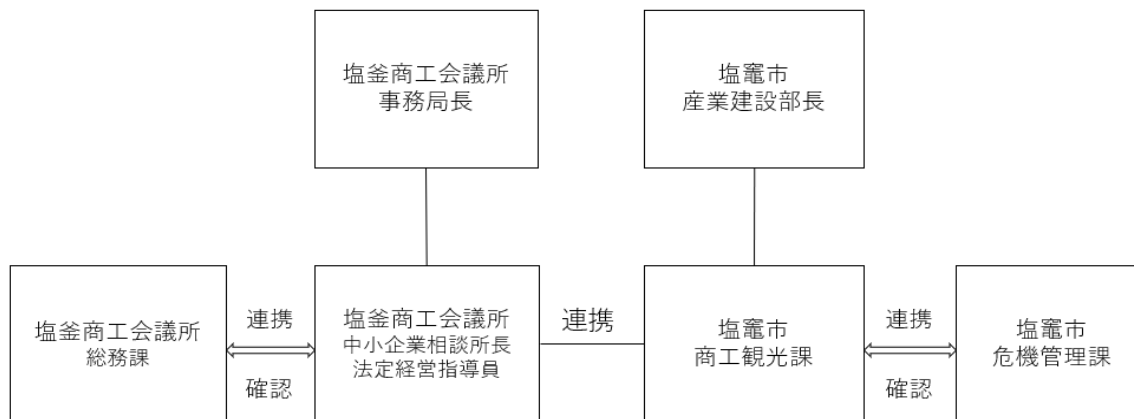 塩釜商工会議所
事務局長
塩竈市
産業建設部長
塩釜商工会議所
総務課
連携
確認
塩釜商工会議所
中小企業相談所長
法定経営指導員
連携
塩竈市
商工観光課
連携
確認
塩竈市
危機管理課